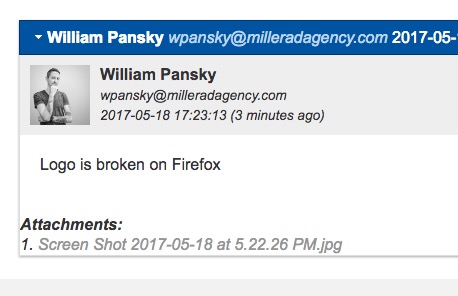 William Pansky wpansky@milleradagency.com 2017-05-
William Pansky
wpansky@milleradagency.com
2017-05-18 17:23:13 (3 minutes ago)
Logo is broken on Firefox
Attachments:
1. Screen Shot 2017-05-18 at 5.22.26 PM.jpg